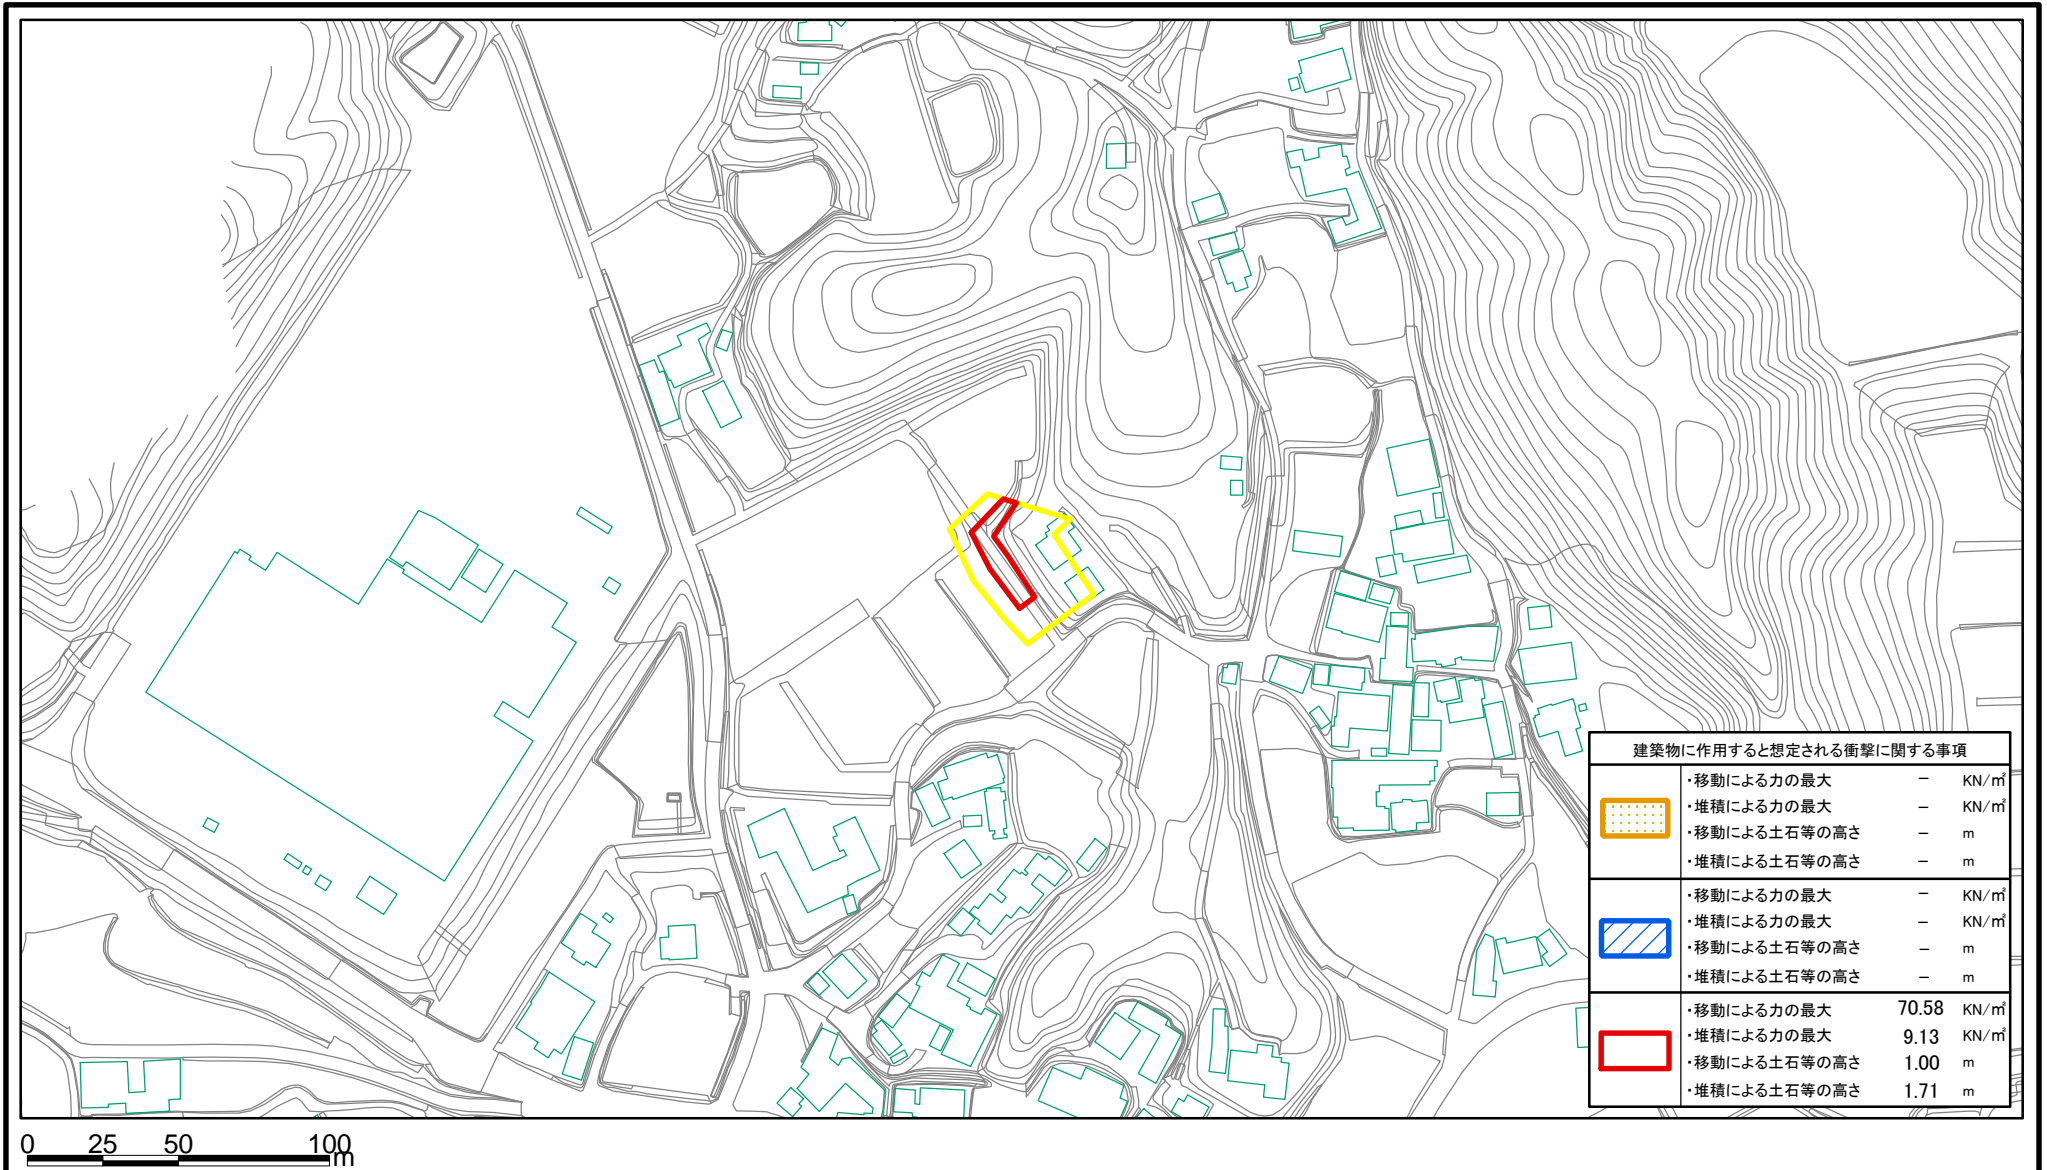 建築物に作用すると想定される衝撃に関する事項
・移動による力の最大 － KN/㎡
・堆積による力の最大 － KN/㎡
・移動による土石等の高さ － m
・堆積による土石等の高さ － m
・移動による力の最大 － KN/㎡
・堆積による力の最大 － KN/㎡
・移動による土石等の高さ － m
・堆積による土石等の高さ － m
・移動による力の最大 70.58 KN/㎡
・堆積による力の最大 9.13 KN/㎡
・移動による土石等の高さ 1.00 m
・堆積による土石等の高さ 1.71 m
0 25 50 100 m